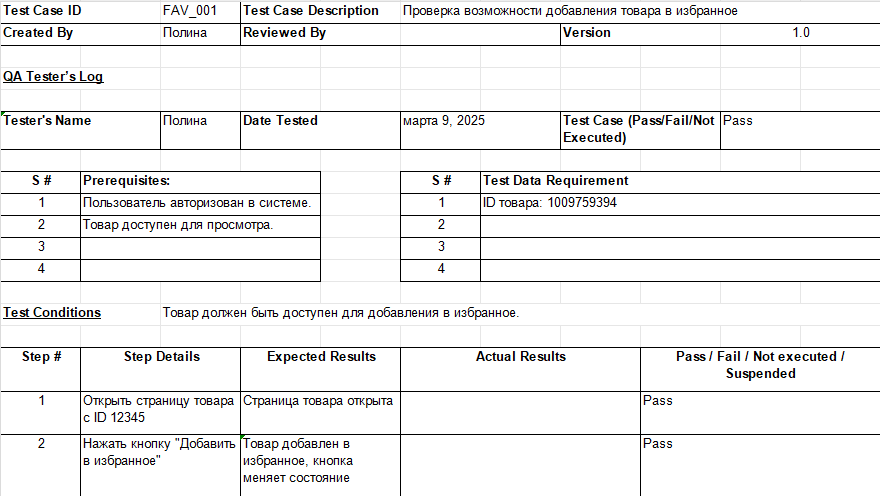 Test Case ID FAV_001 Test Case Description Проверка возможности добавления товара в избранное
Created By Полина Reviewed By Version 1.0
QA Tester's Log
Tester's Name Полина Date Tested марта 9, 2025 Test Case (Pass/Fail/Not Pass
Executed)
S # Prerequisites: S # Test Data Requirement
1 Пользователь авторизован в системе. 1 ID товара: 1009759394
2 Товар доступен для просмотра. 2
3 3
4 4
Test Conditions Товар должен быть доступен для добавления в избранное.
Step # Step Details Expected Results Actual Results Pass / Fail / Not executed /
Suspended
1 Открыть страницу товара Страница товара открыта Pass
с ID 12345
2 Нажать кнопку "Добавить Товар добавлен в Pass
в избранное" избранное, кнопка
меняет состояние